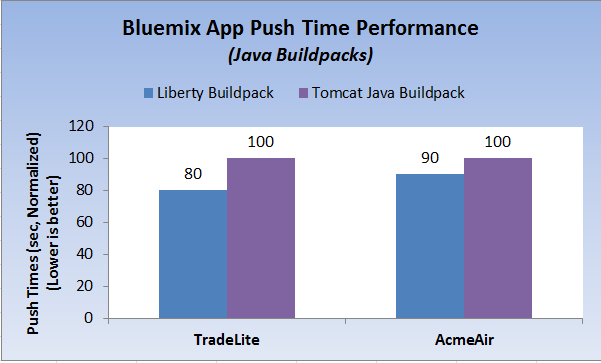 Bluemix App Push Time Performance
(Java Buildpacks)
Liberty Buildpack
Tomcat Java Buildpack
Push Times (sec, Normalized)
(Lower is better)
120
100
80
60
40
20
0
80
100
90
100
TradeLite
AcmeAir